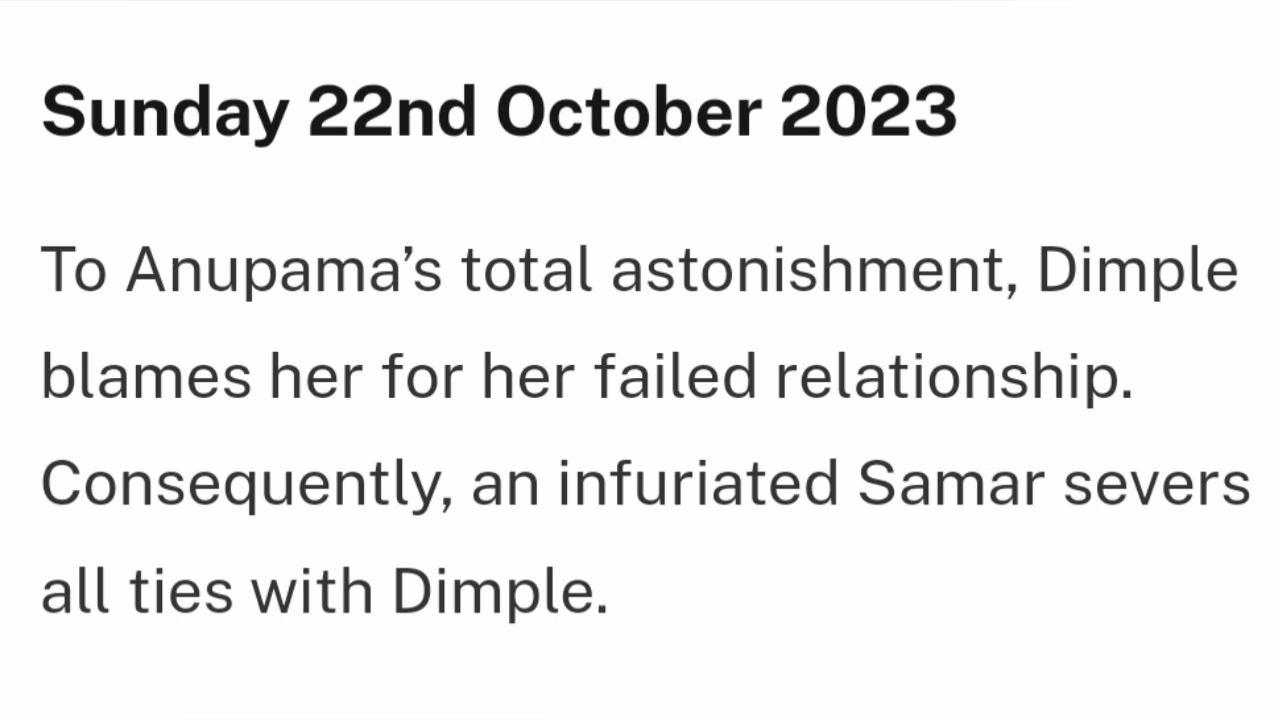 Sunday 22nd October 2023
To Anupama’s total astonishment, Dimple
blames her for her failed relationship.
Consequently, an infuriated Samar severs
all ties with Dimple.